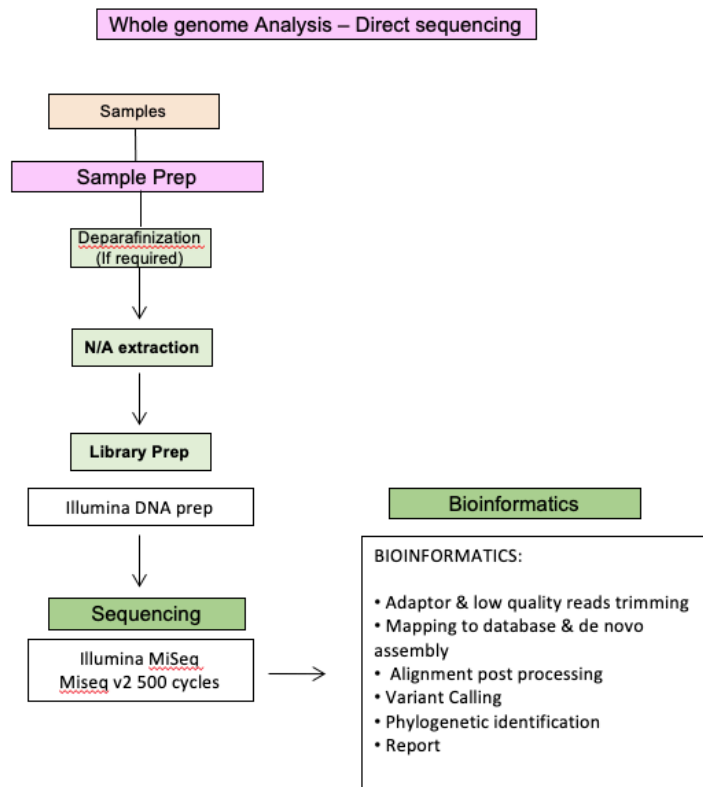 Whole genome Analysis – Direct sequencing
Samples
Sample Prep
Deparafinization
(If required)
N/A extraction
Library Prep
Illumina DNA prep
Sequencing
Illumina MiSeq
Miseq v2 500 cycles
Bioinformatics
BIOINFORMATICS:
• Adaptor & low quality reads trimming
• Mapping to database & de novo
assembly
• Alignment post processing
• Variant Calling
• Phylogenetic identification
• Report